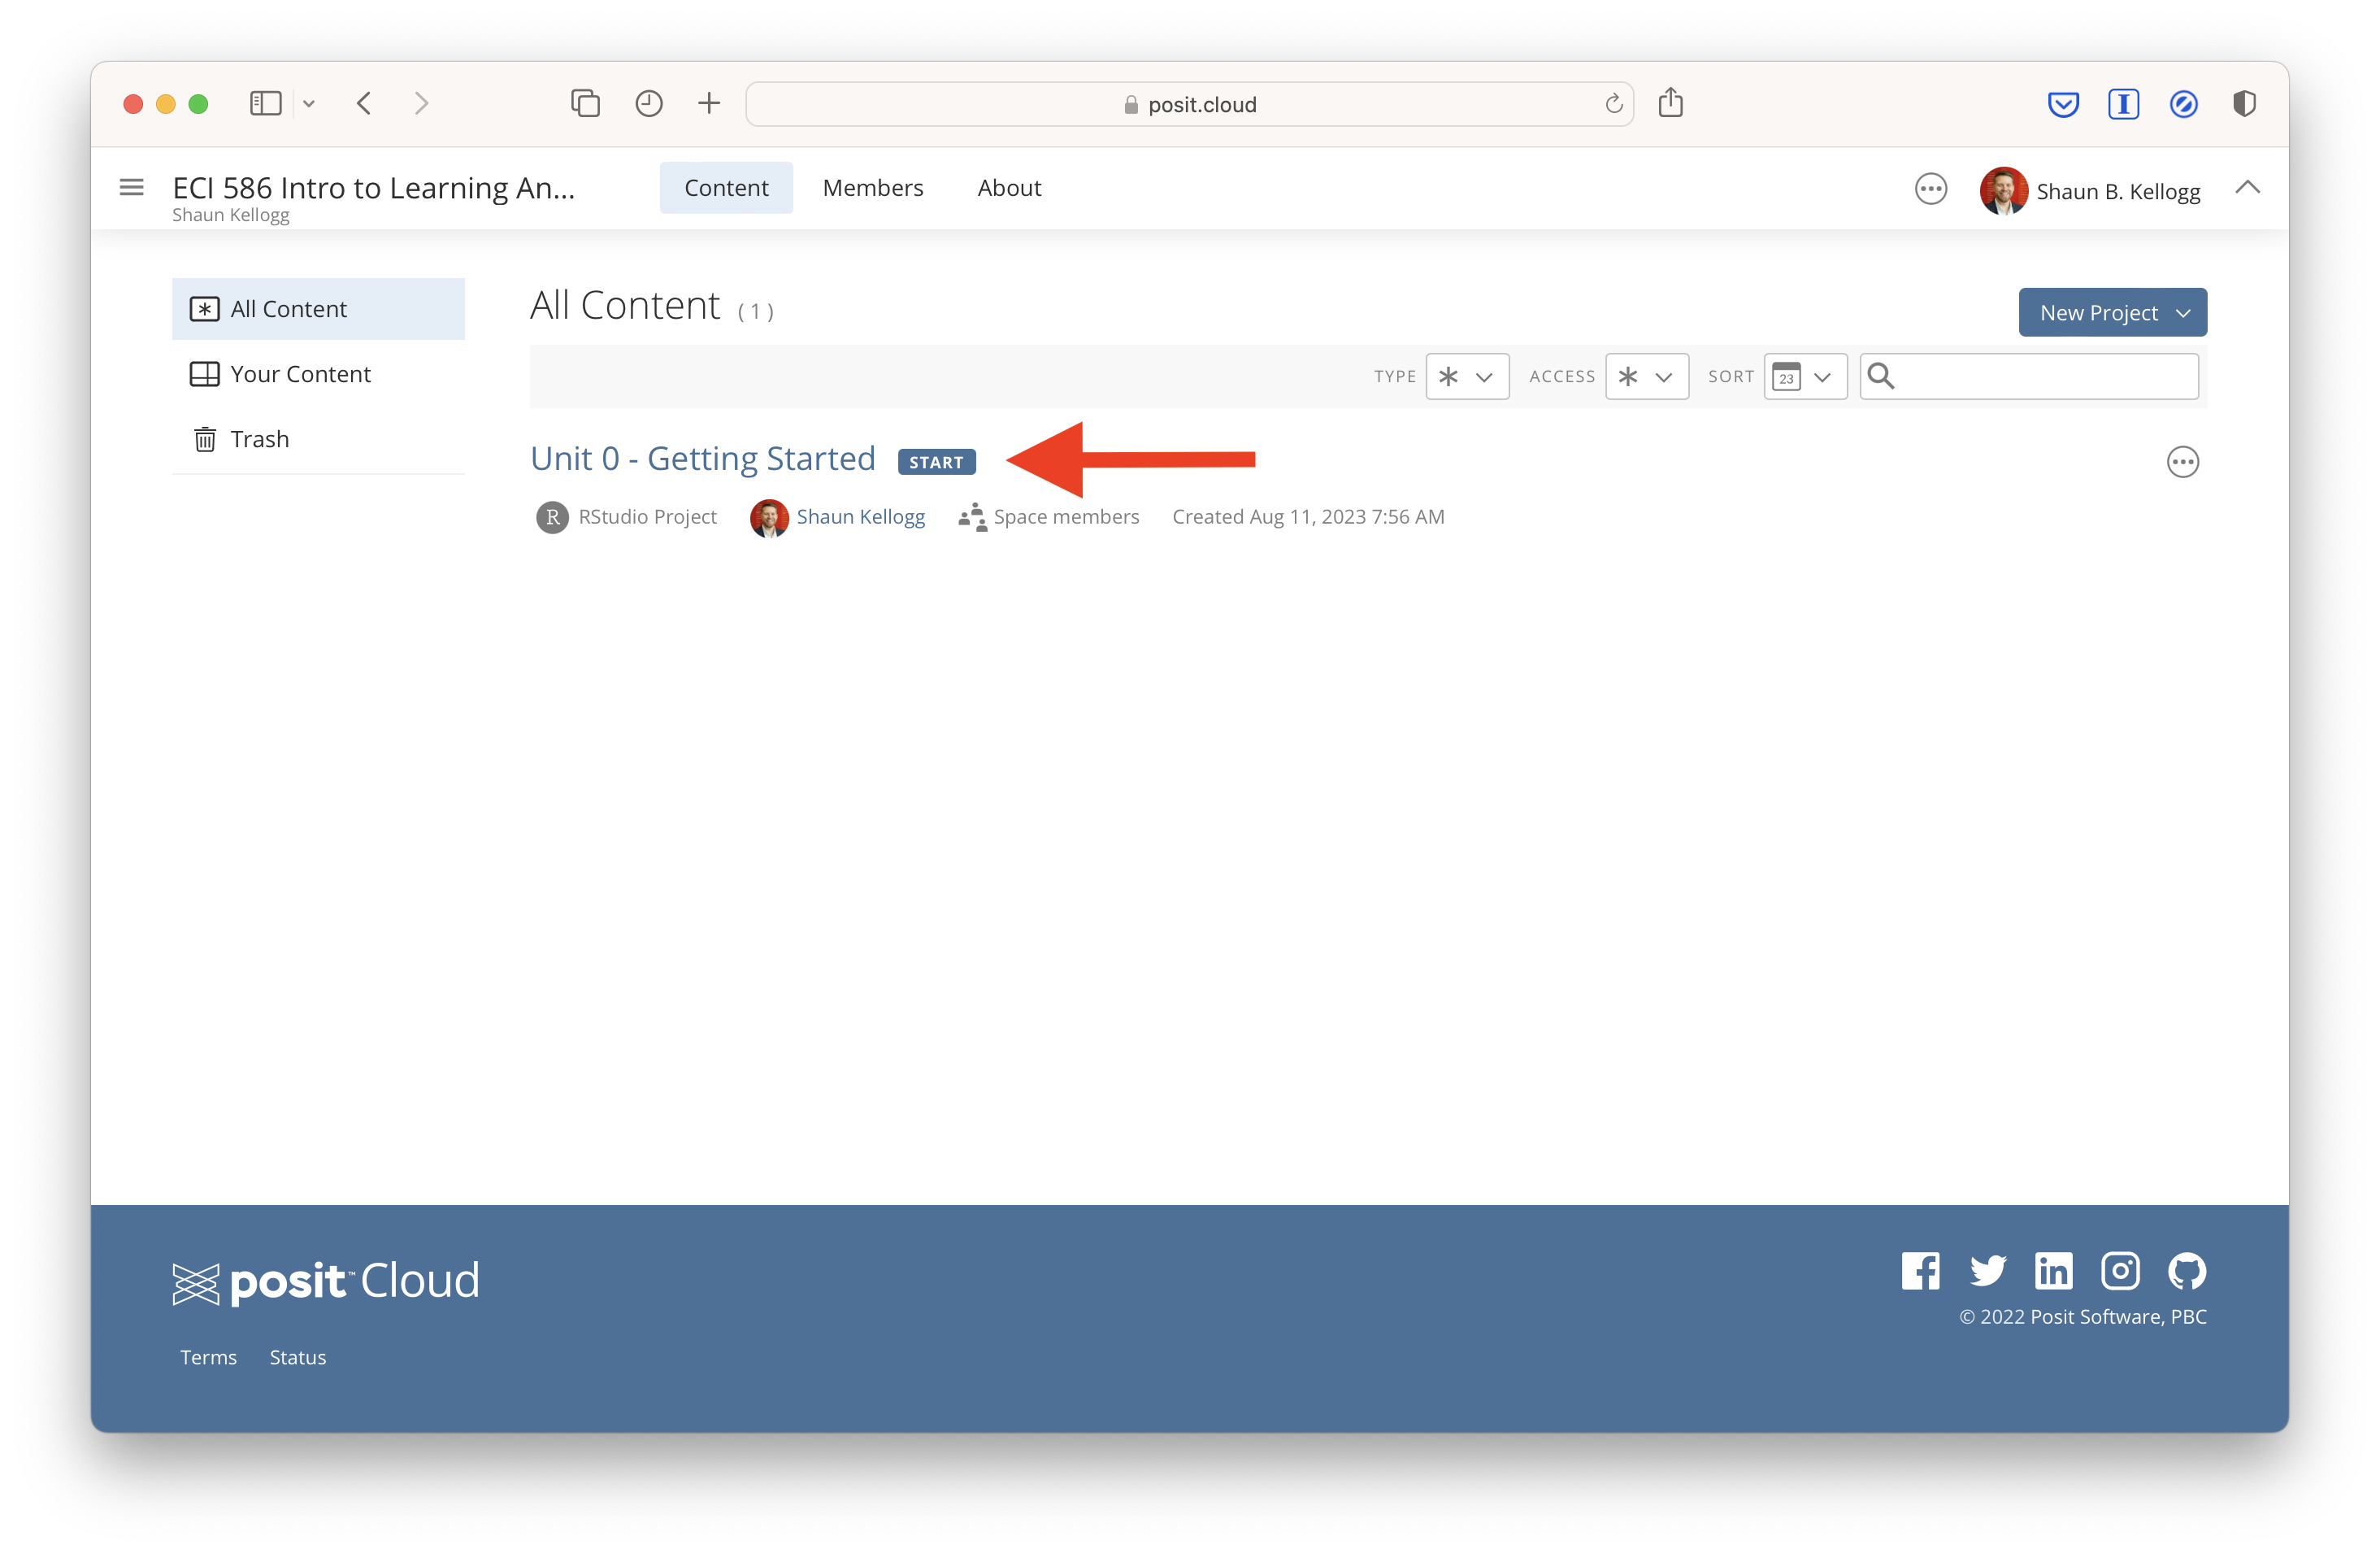 posit.cloud
ECI 586 Intro to Learning An...
Shaun Kellogg
Content
Members
About
Shaun B. Kellogg
All Content
Your Content
Trash
All Content (1)
New Project
TYPE
ACCESS
SORT
23
Unit 0 - Getting Started START
R RStudio Project Shaun Kellogg Space members Created Aug 11, 2023 7:56 AM
posit™ Cloud
© 2022 Posit Software, PBC
Terms Status